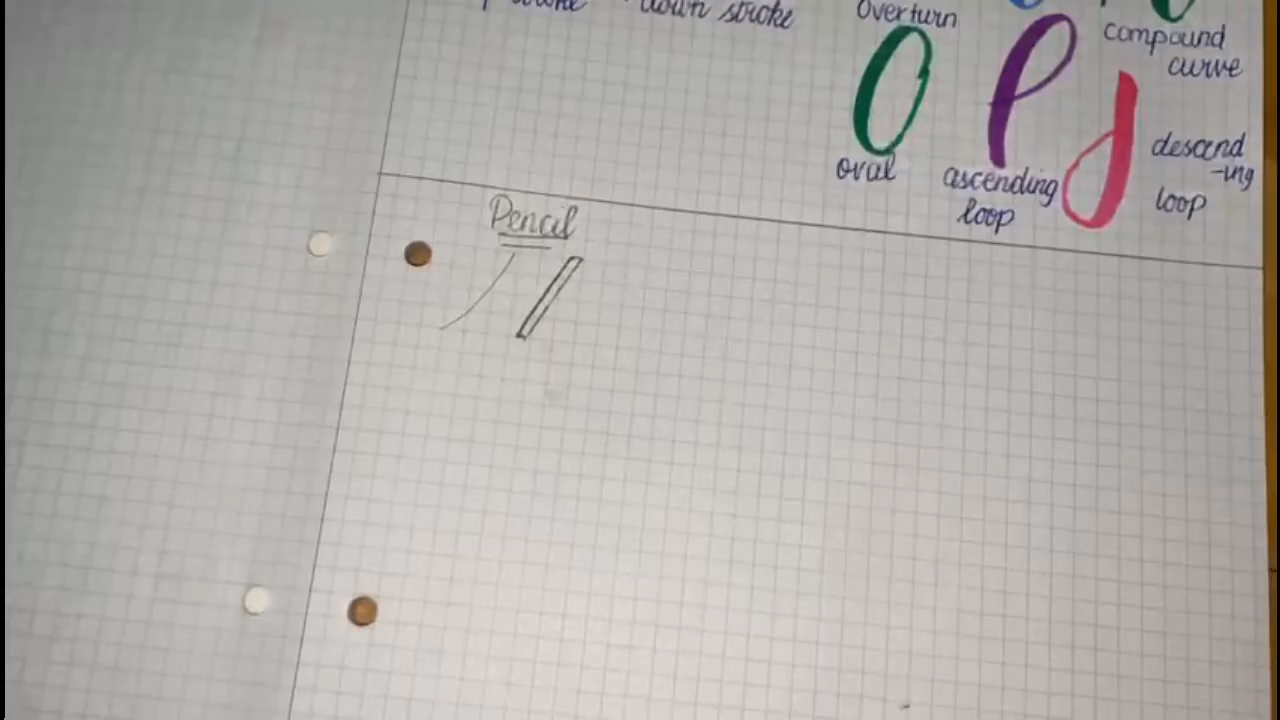 down stroke
overturn
compound
curve
oval
ascending
loop
descend
-ing
loop
Pencil